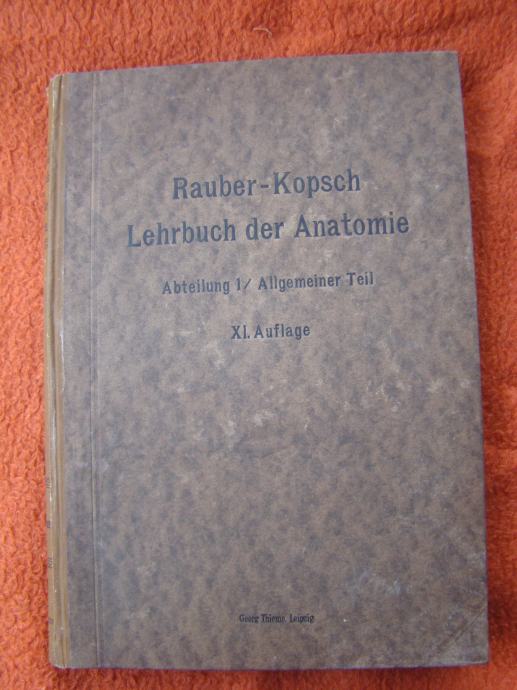 Rauber-Kopsch
Lehrbuch der Anatomie
Abteilung 1/ Allgemeiner Teil
XI. Auflage
Georg Thieme, Leipzig